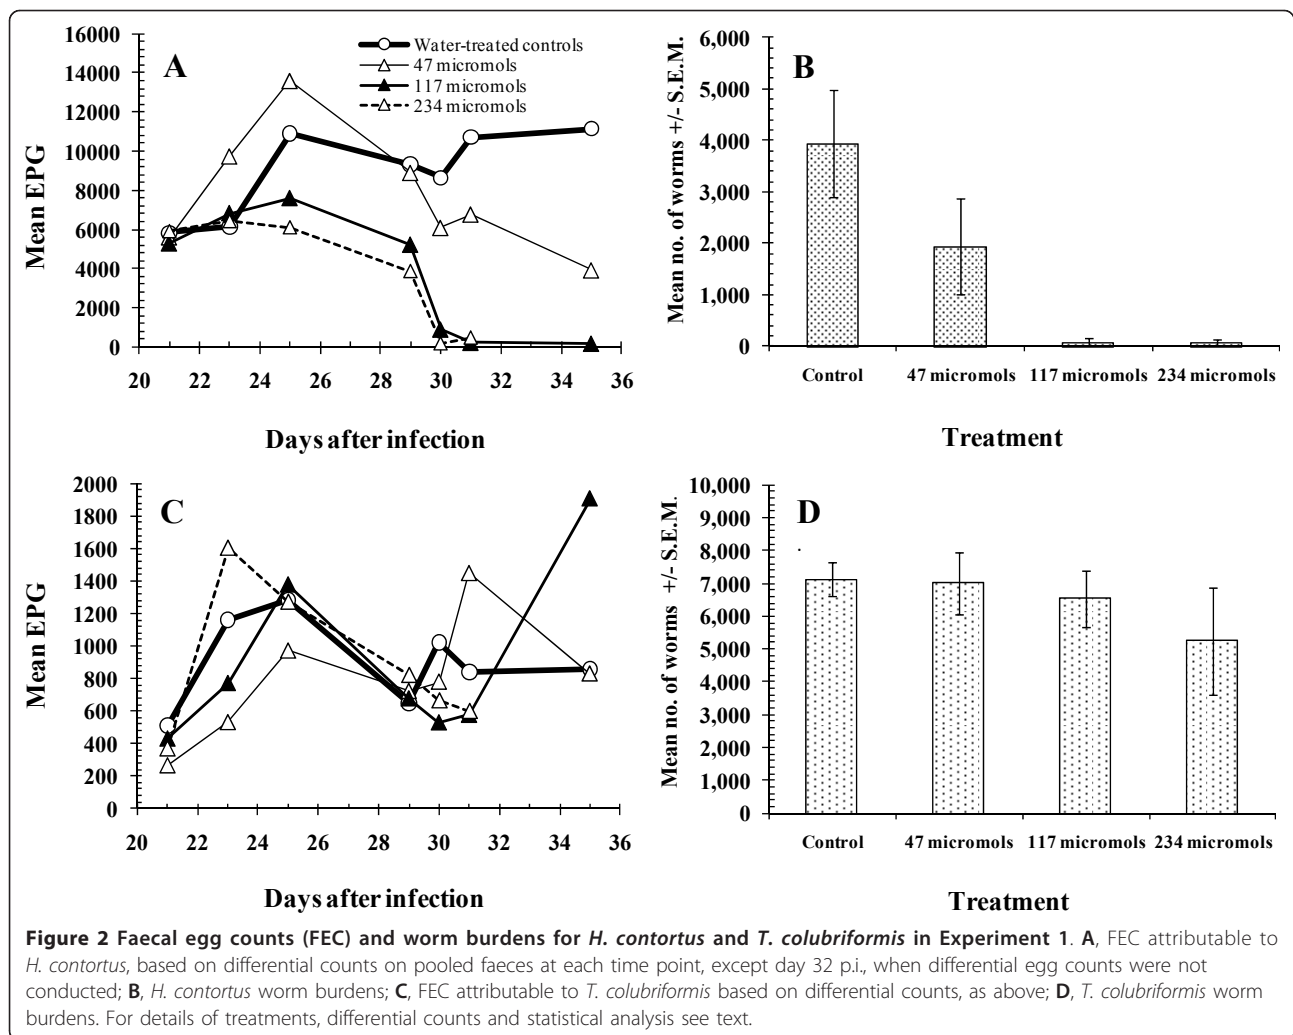 A
Mean EPG
16000
14000
12000
10000
8000
6000
4000
2000
0
Water-treated controls
47 micromols
117 micromols
234 micromols
20 22 24 26 28 30 32 34 36
Days after infection
B
Mean no. of worms +/- S.E.M.
6,000
5,000
4,000
3,000
2,000
1,000
0
Control 47 micromols 117 micromols 234 micromols
Treatment
C
Mean EPG
2000
1800
1600
1400
1200
1000
800
600
400
200
0
20 22 24 26 28 30 32 34 36
Days after infection
D
Mean no. of worms +/- S.E.M.
10,000
9,000
8,000
7,000
6,000
5,000
4,000
3,000
2,000
1,000
0
Control 47 micromols 117 micromols 234 micromols
Treatment
Figure 2 Faecal egg counts (FEC) and worm burdens for H. contortus and T. colubriformis in Experiment 1. A, FEC attributable to
H. contortus, based on differential counts on pooled faeces at each time point, except day 32 p.i., when differential egg counts were not
conducted; B, H. contortus worm burdens; C, FEC attributable to T. colubriformis based on differential counts, as above; D, T. colubriformis worm
burdens. For details of treatments, differential counts and statistical analysis see text.